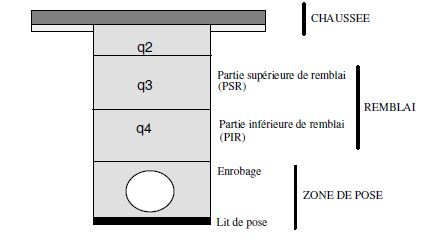 CHAUSSEE
q2
q3
Partie supérieure de remblai
(PSR)
REMBLAI
q4
Partie inférieure de remblai
(PIR)
Enrobage
ZONE DE POSE
Lit de pose